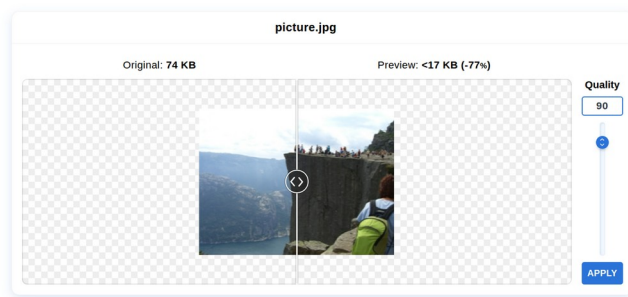 picture.jpg
Original: 74 KB
Preview: <17 KB (-77%)
Quality
90
APPLY